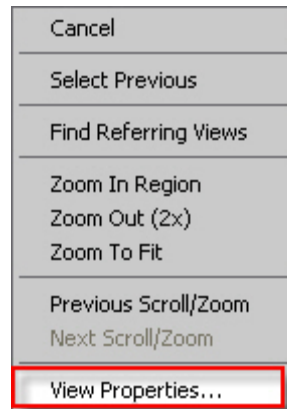 Cancel
Select Previous
Find Referring Views
Zoom In Region
Zoom Out (2x)
Zoom To Fit
Previous Scroll/Zoom
Next Scroll/Zoom
View Properties...